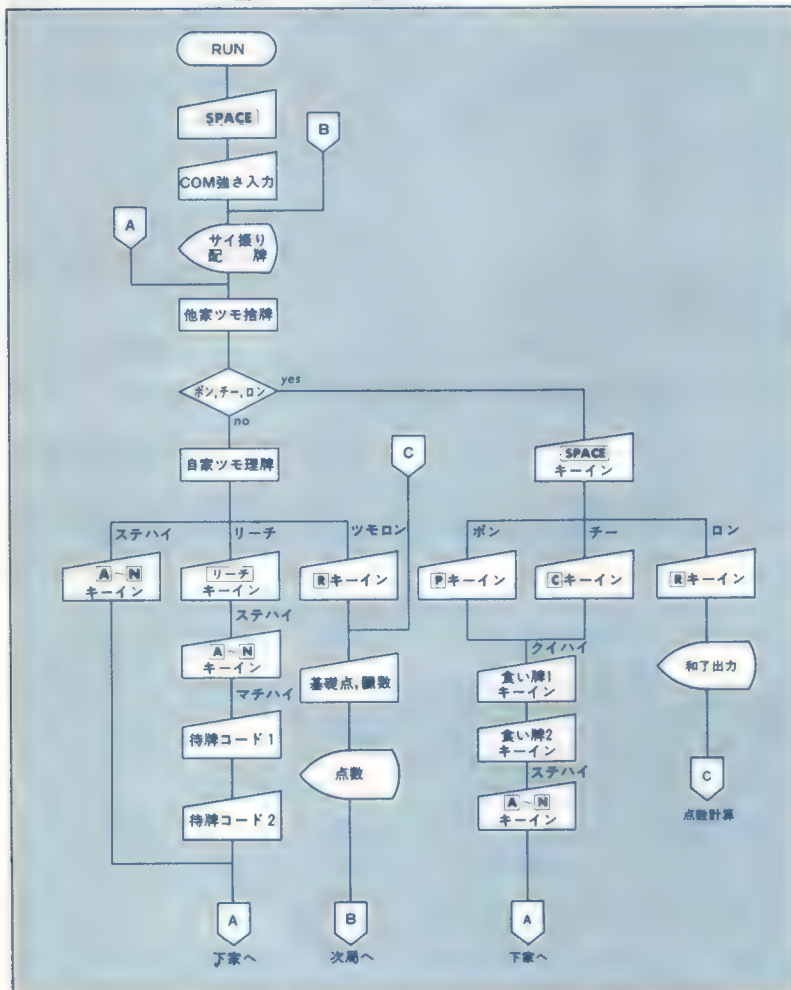 RUN
SPACE
B
COM強さ入力
A
サイ振り
配 牌
他家ツモ捨牌
ポン,チー,ロン
yes
no
C
自家ツモ理牌
SPACE
キーイン
ステハイ
リーチ
ツモロン
ポン
チー
ロン
A~N
キーイン
リーチ
キーイン
Rキーイン
Pキーイン
Cキーイン
Rキーイン
ステハイ
クイハイ
A~N
キーイン
基礎点,飜数
食い牌1
キーイン
和了出力
マチハイ
待牌コード1
点数
食い牌2
キーイン
ステハイ
C
点数計算
待牌コード2
A~N
キーイン
A
下家へ
B
次局へ
A
下家へ